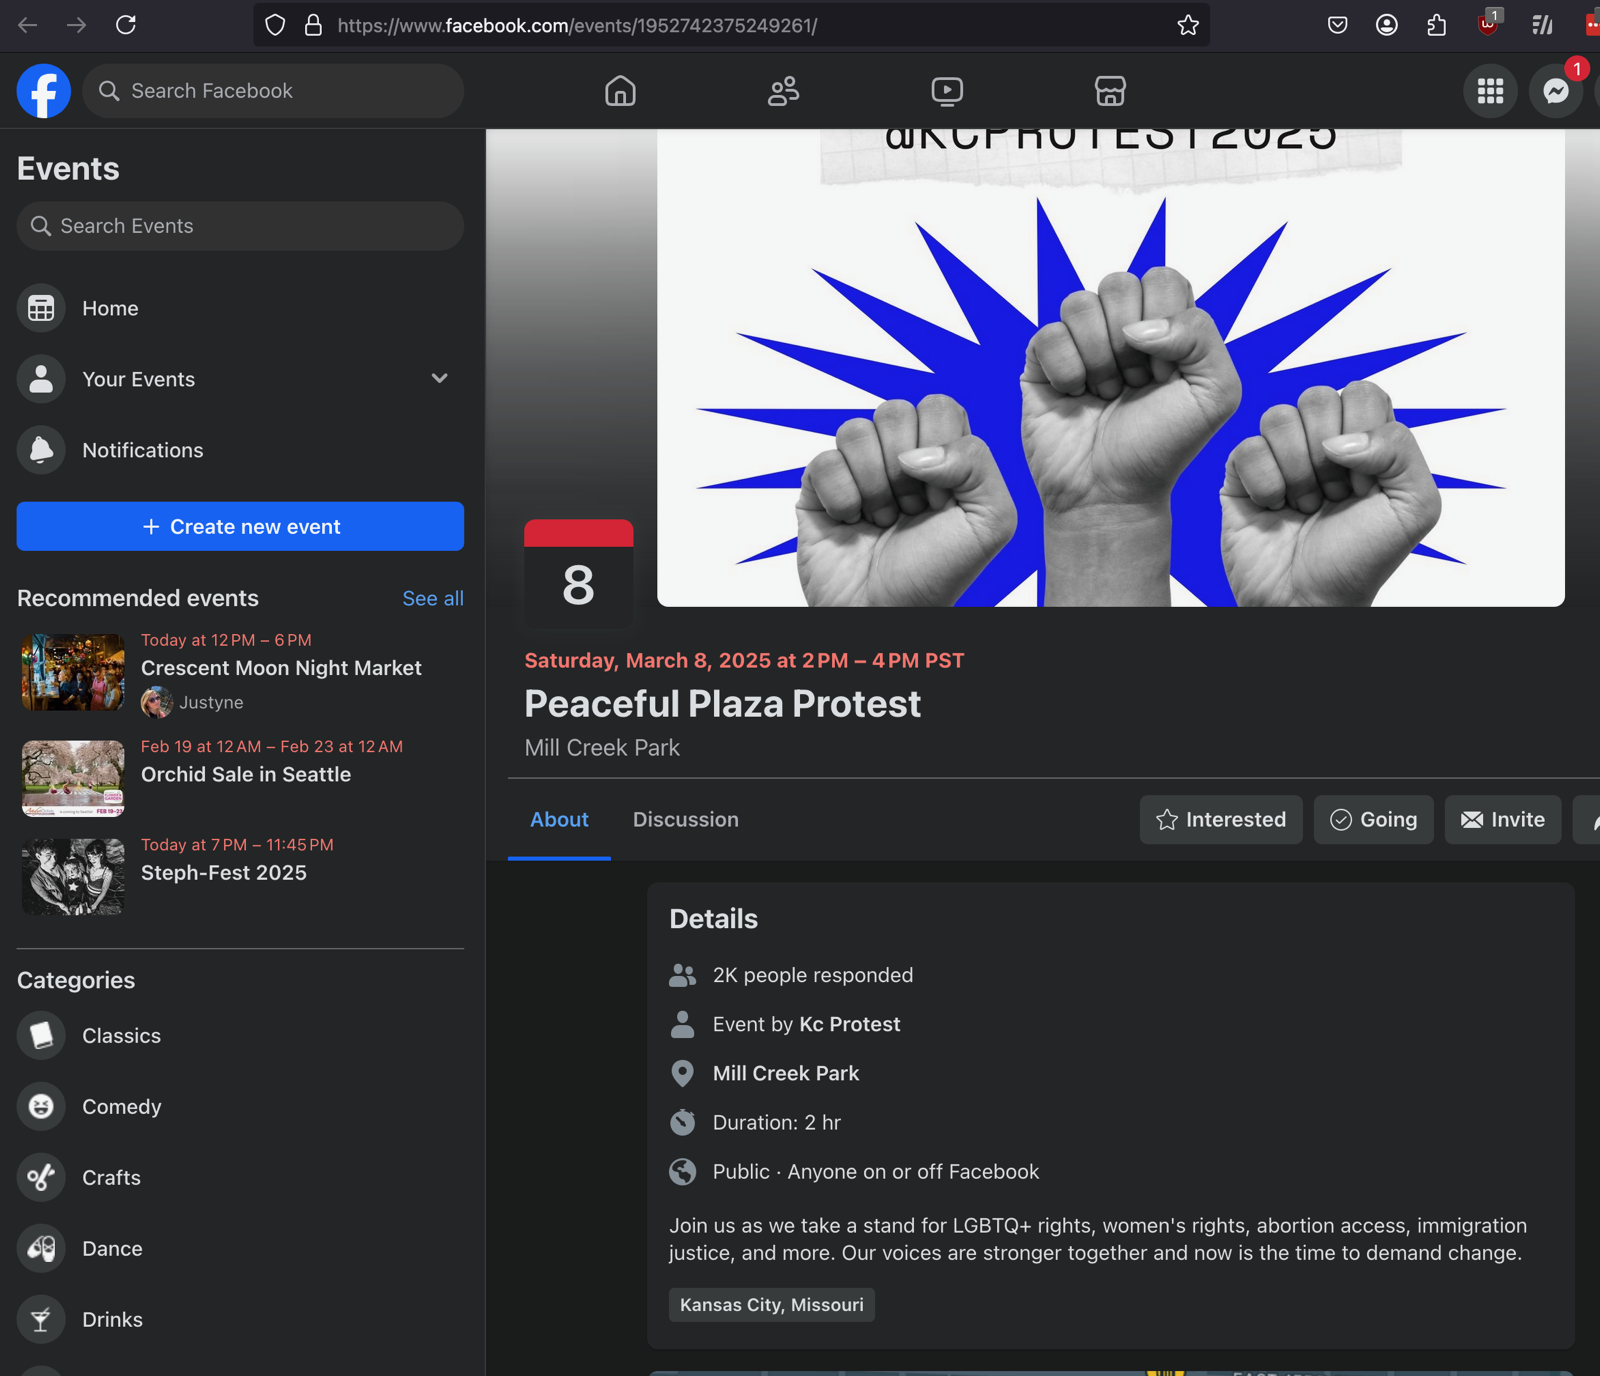 https://www.facebook.com/events/1952742375249261/
1
Search Facebook
1
Events
Search Events
Home
Your Events
Notifications
+ Create new event
Recommended events
See all
Today at 12 PM – 6 PM
Crescent Moon Night Market
Justyne
Feb 19 at 12 AM – Feb 23 at 12 AM
Orchid Sale in Seattle
Today at 7 PM – 11:45 PM
Steph-Fest 2025
Categories
Classics
Comedy
Crafts
Dance
Drinks
@KCPROTEST2025
8
Saturday, March 8, 2025 at 2 PM – 4 PM PST
Peaceful Plaza Protest
Mill Creek Park
About
Discussion
Interested
Going
Invite
Details
2K people responded
Event by Kc Protest
Mill Creek Park
Duration: 2 hr
Public · Anyone on or off Facebook
Join us as we take a stand for LGBTQ+ rights, women's rights, abortion access, immigration
justice, and more. Our voices are stronger together and now is the time to demand change.
Kansas City, Missouri